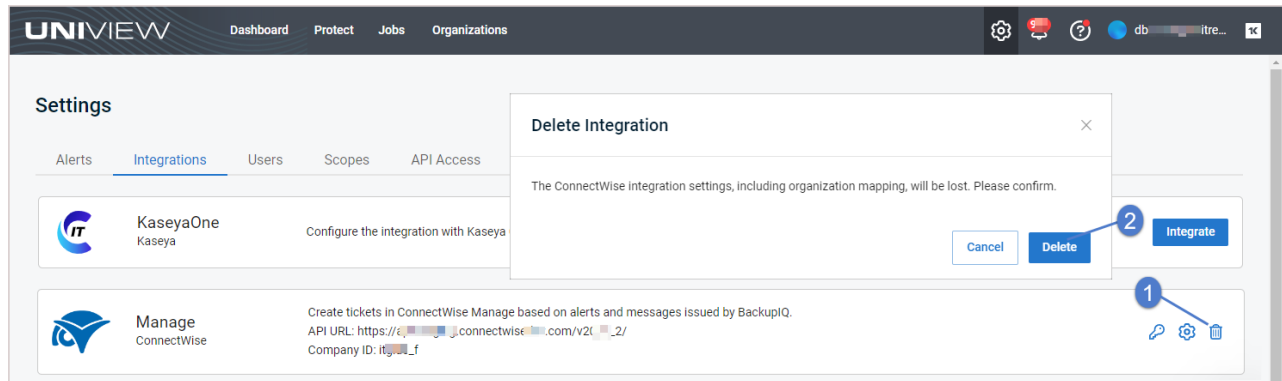 UNIVIEW Dashboard Protect Jobs Organizations
Settings
Alerts Integrations Users Scopes API Access
KaseyaOne
Kaseya
Configure the integration with Kaseya
Integrate
Delete Integration
The ConnectWise integration settings, including organization mapping, will be lost. Please confirm.
Cancel Delete
2
1
Manage
ConnectWise
Create tickets in ConnectWise Manage based on alerts and messages issued by BackupIQ.
API URL:
Company ID: